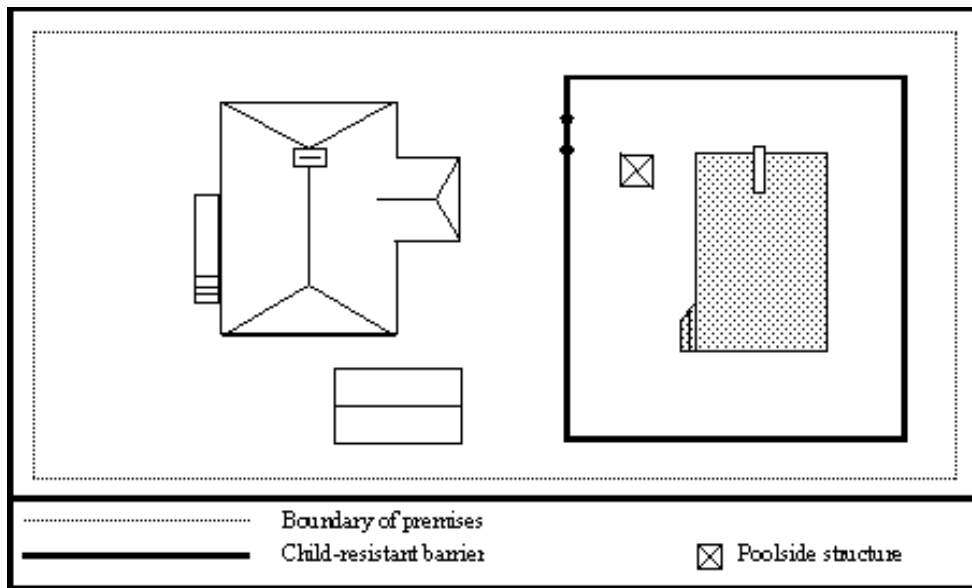 Boundary of premises
Child-resistant barrier
Poolside structure